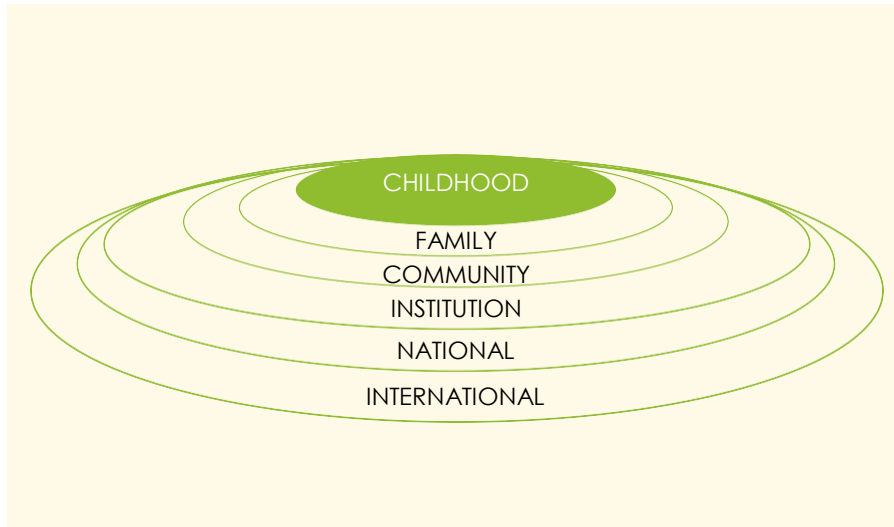 CHILDHOOD
FAMILY
COMMUNITY
INSTITUTION
NATIONAL
INTERNATIONAL